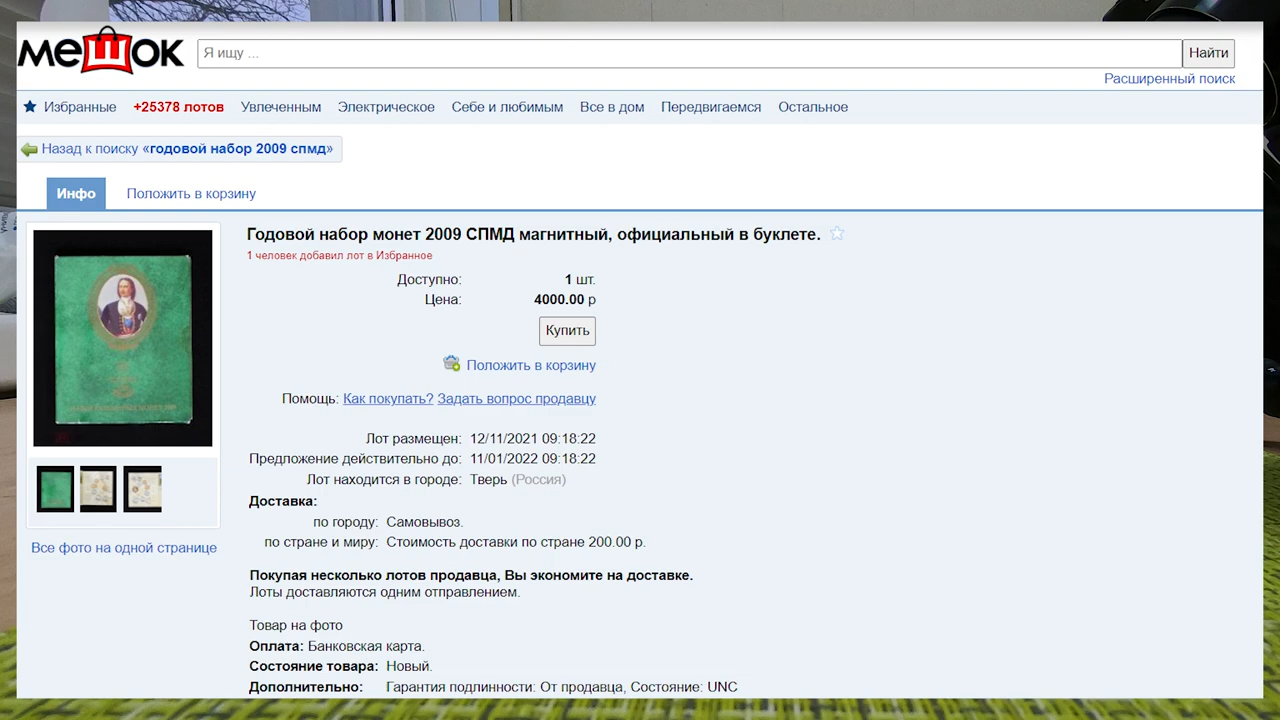 мешок
Я ищу ...
Найти
Расширенный поиск
Избранные +25378 лотов Увлеченным Электрическое Себе и любимым Все в дом Передвигаемся Остальное
Назад к поиску «годовой набор 2009 спмд»
Инфо Положить в корзину
Годовой набор монет 2009 СПМД магнитный, официальный в буклете.
1 человек добавил лот в Избранное
Доступно: 1 шт.
Цена: 4000.00 р
Купить
Положить в корзину
Помощь: Как покупать? Задать вопрос продавцу
Лот размещен: 12/11/2021 09:18:22
Предложение действительно до: 11/01/2022 09:18:22
Лот находится в городе: Тверь (Россия)
Доставка:
по городу: Самовывоз.
по стране и миру: Стоимость доставки по стране 200.00 р.
Все фото на одной странице
Покупая несколько лотов продавца, Вы экономите на доставке.
Лоты доставляются одним отправлением.
Товар на фото
Оплата: Банковская карта.
Состояние товара: Новый.
Дополнительно: Гарантия подлинности: От продавца, Состояние: UNC